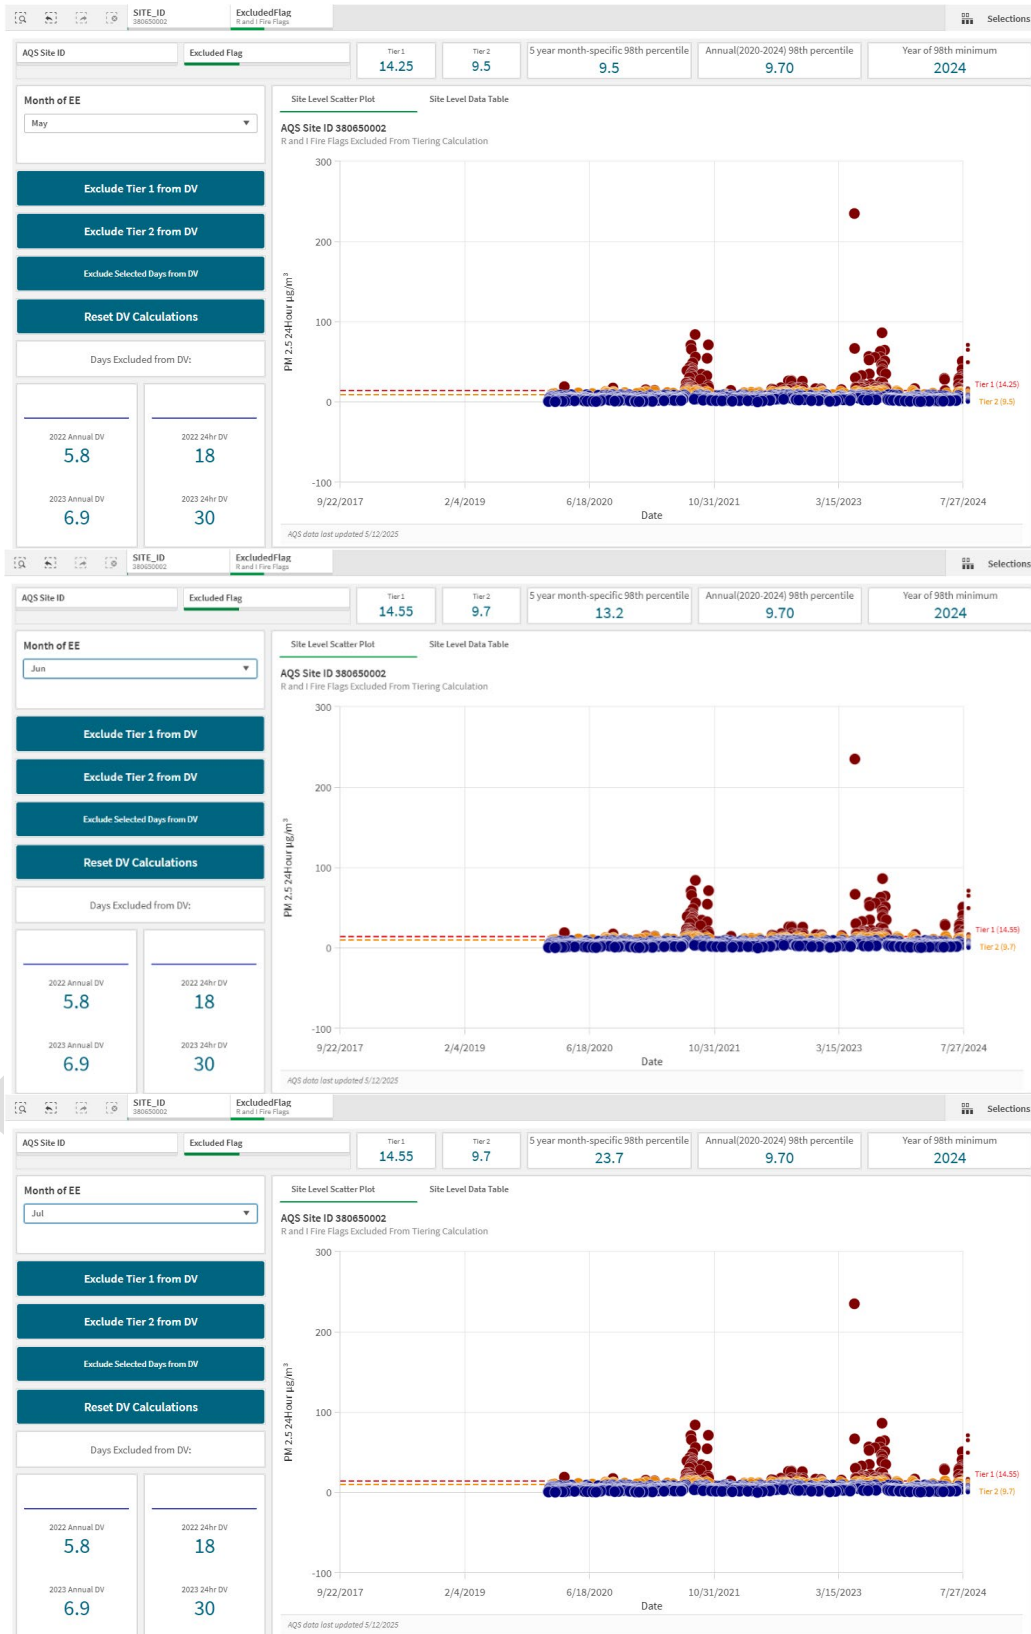 SITE_ID
380650002
ExcludedFlag
R and I Fire Flags
Selections
AQS Site ID
Excluded Flag
Tier 1
14.25
Tier 2
9.5
5 year month-specific 98th percentile
9.5
Annual(2020-2024) 98th percentile
9.70
Year of 98th minimum
2024
Month of EE
May
Exclude Tier 1 from DV
Exclude Tier 2 from DV
Exclude Selected Days from DV
Reset DV Calculations
Days Excluded from DV:
2022 Annual DV
5.8
2022 24hr DV
18
2023 Annual DV
6.9
2023 24hr DV
30
Site Level Scatter Plot
Site Level Data Table
AQS Site ID 380650002
R and I Fire Flags Excluded From Tiering Calculation
PM 2.5 24Hour µg/m³
300
200
100
0
-100
Tier 1 (14.25)
Tier 2 (9.5)
9/22/2017
2/4/2019
6/18/2020
10/31/2021
3/15/2023
7/27/2024
Date
AQS data last updated 5/12/2025
SITE_ID
380650002
ExcludedFlag
R and I Fire Flags
Selections
AQS Site ID
Excluded Flag
Tier 1
14.55
Tier 2
9.7
5 year month-specific 98th percentile
13.2
Annual(2020-2024) 98th percentile
9.70
Year of 98th minimum
2024
Month of EE
Jun
Exclude Tier 1 from DV
Exclude Tier 2 from DV
Exclude Selected Days from DV
Reset DV Calculations
Days Excluded from DV:
2022 Annual DV
5.8
2022 24hr DV
18
2023 Annual DV
6.9
2023 24hr DV
30
Site Level Scatter Plot
Site Level Data Table
AQS Site ID 380650002
R and I Fire Flags Excluded From Tiering Calculation
PM 2.5 24Hour µg/m³
300
200
100
0
-100
Tier 1 (14.55)
Tier 2 (9.7)
9/22/2017
2/4/2019
6/18/2020
10/31/2021
3/15/2023
7/27/2024
Date
AQS data last updated 5/12/2025
SITE_ID
380650002
ExcludedFlag
R and I Fire Flags
Selections
AQS Site ID
Excluded Flag
Tier 1
14.55
Tier 2
9.7
5 year month-specific 98th percentile
23.7
Annual(2020-2024) 98th percentile
9.70
Year of 98th minimum
2024
Month of EE
Jul
Exclude Tier 1 from DV
Exclude Tier 2 from DV
Exclude Selected Days from DV
Reset DV Calculations
Days Excluded from DV:
2022 Annual DV
5.8
2022 24hr DV
18
2023 Annual DV
6.9
2023 24hr DV
30
Site Level Scatter Plot
Site Level Data Table
AQS Site ID 380650002
R and I Fire Flags Excluded From Tiering Calculation
PM 2.5 24Hour µg/m³
300
200
100
0
-100
Tier 1 (14.55)
Tier 2 (9.7)
9/22/2017
2/4/2019
6/18/2020
10/31/2021
3/15/2023
7/27/2024
Date
AQS data last updated 5/12/2025